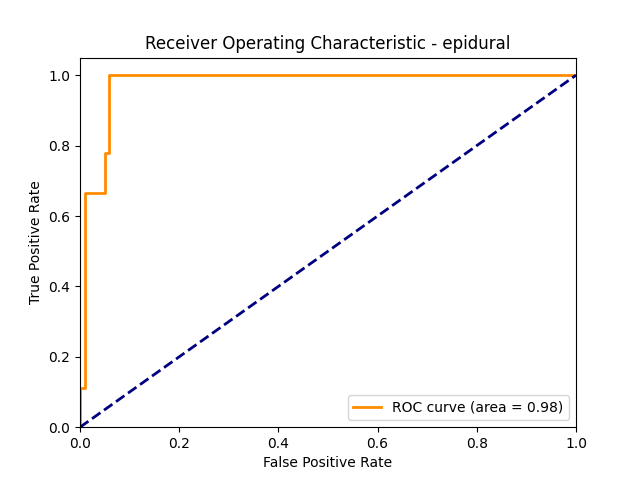 Receiver Operating Characteristic - epidural
True Positive Rate
1.0
0.8
0.6
0.4
0.2
0.0
ROC curve (area = 0.98)
0.0 0.2 0.4 0.6 0.8 1.0
False Positive Rate